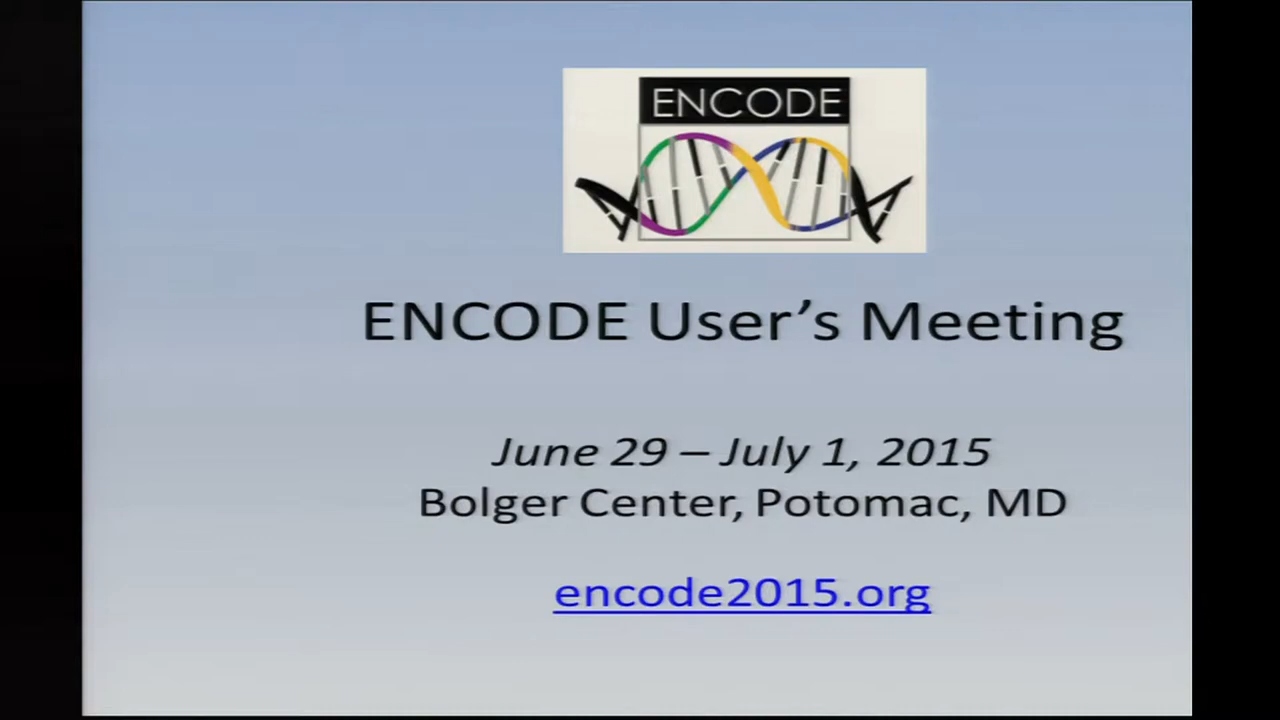 ENCODE
ENCODE User's Meeting
June 29 – July 1, 2015
Bolger Center, Potomac, MD
encode2015.org